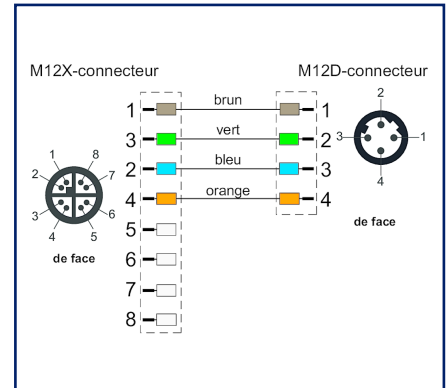 M12X-connecteur
M12D-connecteur
1 brun 1
3 vert 2
2 bleu 3
4 orange 4
5
6
7
8
1 8
2 7
3 6
4 5
de face
2
3 1
4
de face